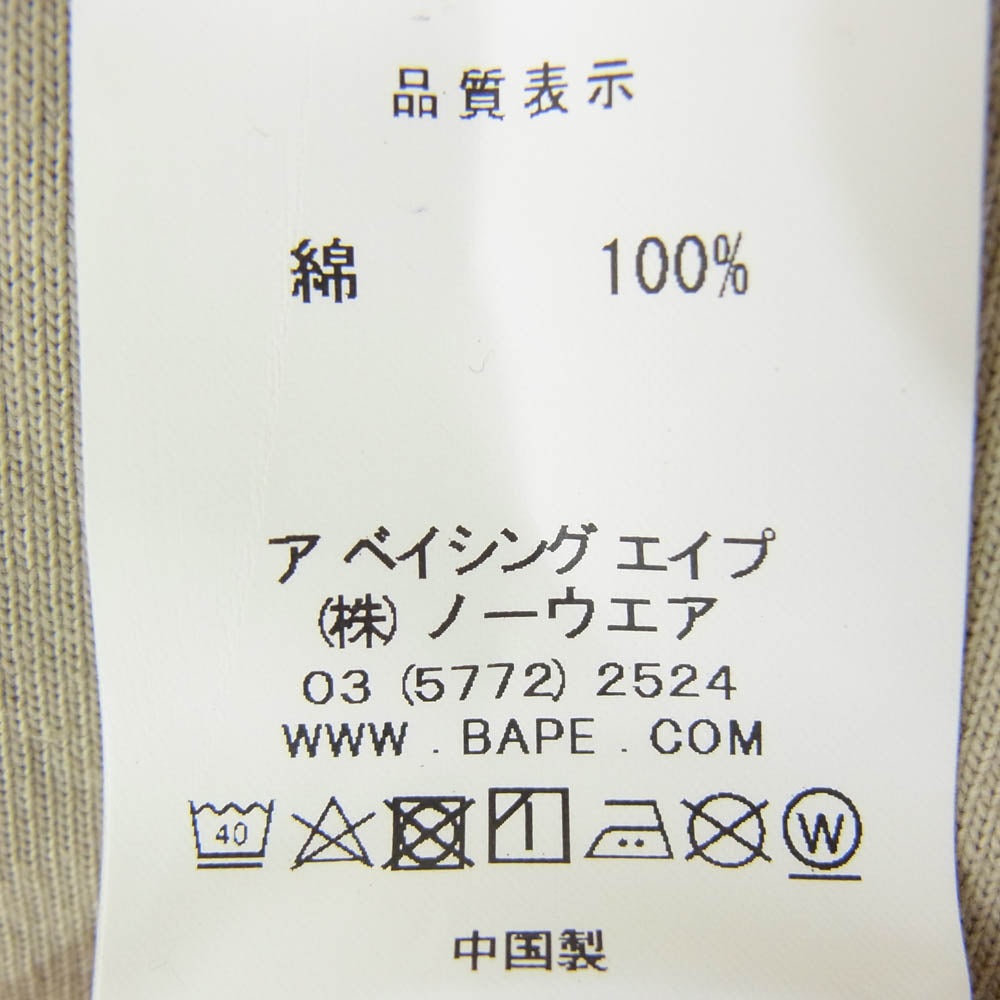 品質表示
綿 100%
ア ベイシング エイプ
(株) ノーウエア
03 (5772) 2524
WWW . BAPE . COM
40 W
中国製